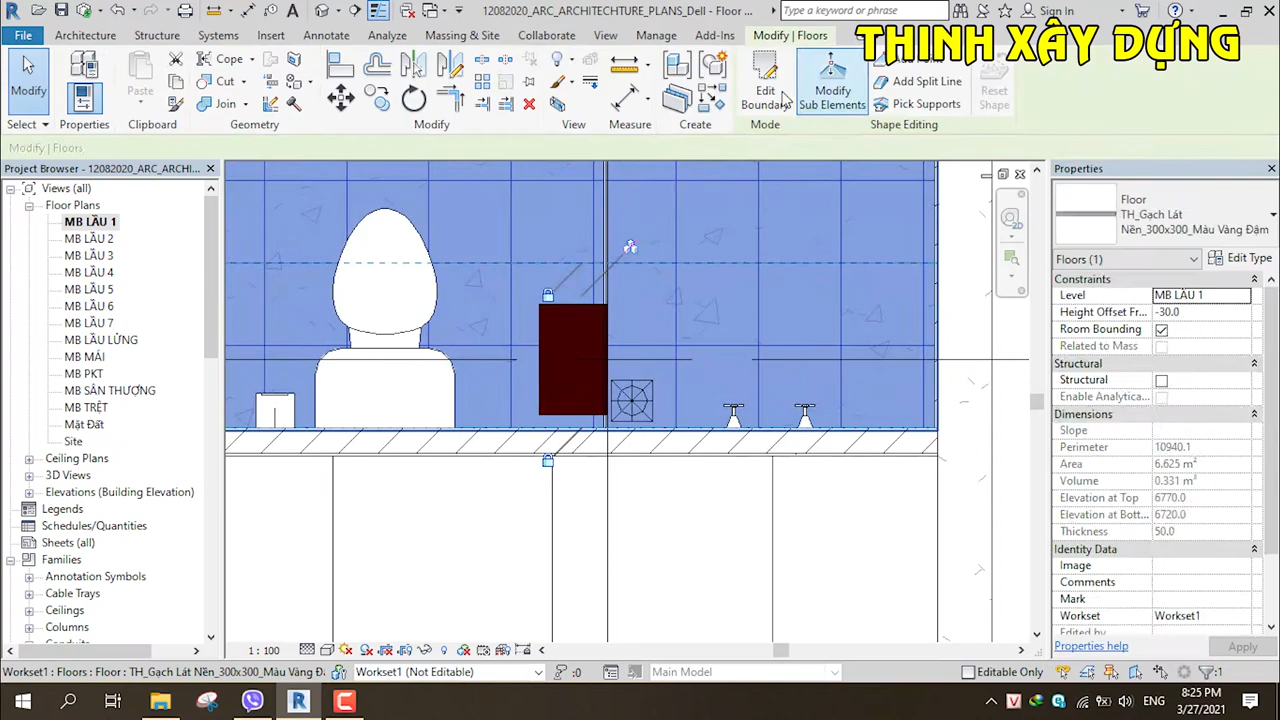 12082020_ARC_ARCHITECHTURE_PLANS_Dell - Floor ...
Type a keyword or phrase
Sign In
File
Architecture
Structure
Systems
Insert
Annotate
Analyze
Massing & Site
Collaborate
View
Manage
Add-Ins
Modify | Floors
THINH XÂY DỰNG
Modify
Cope
Cut
Join
Paste
Edit
Boundary
Modify
Sub Elements
Add Split Line
Pick Supports
Reset
Shape
Select
Properties
Clipboard
Geometry
Modify
View
Measure
Create
Mode
Shape Editing
Modify | Floors
Project Browser - 12082020_ARC_ARCHI...
Views (all)
Floor Plans
MB LẦU 1
MB LẦU 2
MB LẦU 3
MB LẦU 4
MB LẦU 5
MB LẦU 6
MB LẦU 7
MB LẦU LỬNG
MB MÁI
MB PKT
MB SÂN THƯỢNG
MB TRỆT
Mặt Đất
Site
Ceiling Plans
3D Views
Elevations (Building Elevation)
Legends
Schedules/Quantities
Sheets (all)
Families
Annotation Symbols
Cable Trays
Ceilings
Columns
2D
Properties
Floor
TH_Gạch Lát
Nền_300x300_Màu Vàng Đậm
Floors (1)
Edit Type
Constraints
Level MB LẦU 1
Height Offset Fr... -30.0
Room Bounding
Related to Mass
Structural
Structural
Enable Analytica...
Dimensions
Slope
Perimeter 10940.1
Area 6.625 m²
Volume 0.331 m³
Elevation at Top 6770.0
Elevation at Bott... 6720.0
Thickness 50.0
Identity Data
Image
Comments
Mark
Workset Workset1
Edited by
Properties help
Apply
1 : 100
Workset1 : Floors : Floor : TH_Gạch Lát Nền_300x300_Màu Vàng Đ
Workset1 (Not Editable)
:0
Main Model
Editable Only
:1
ENG
8:25 PM
3/27/2021